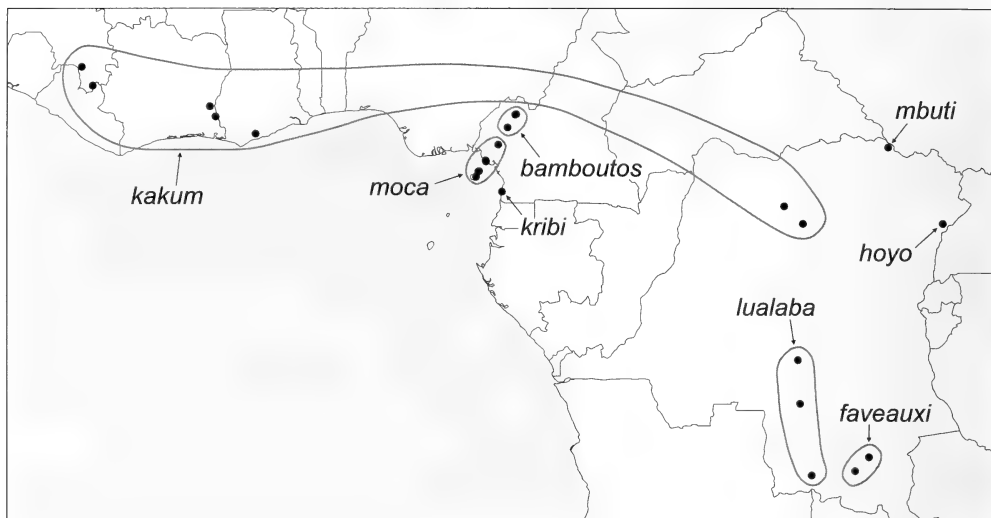 mbuti
bamboutos
moca
kakum
kribi
hoyo
lualaba
faveauxi